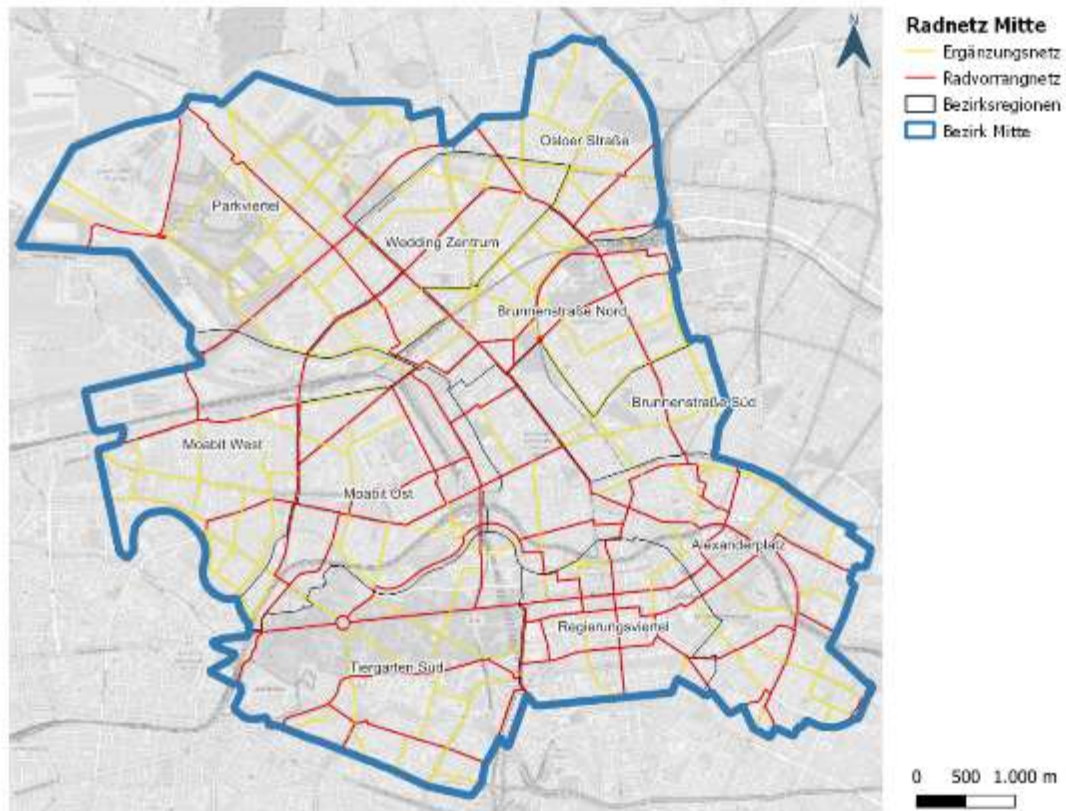 N
Radnetz Mitte
Ergänzungsnetz
Radvorrangnetz
Bezirksregionen
Bezirk Mitte
Osloer Straße
Parkviertel
Wedding Zentrum
Brunnenstraße Nord
Brunnenstraße Süd
Moabit West
Moabit Ost
Alexanderplatz
Regierungsviertel
Tiergarten Süd
0 500 1.000 m